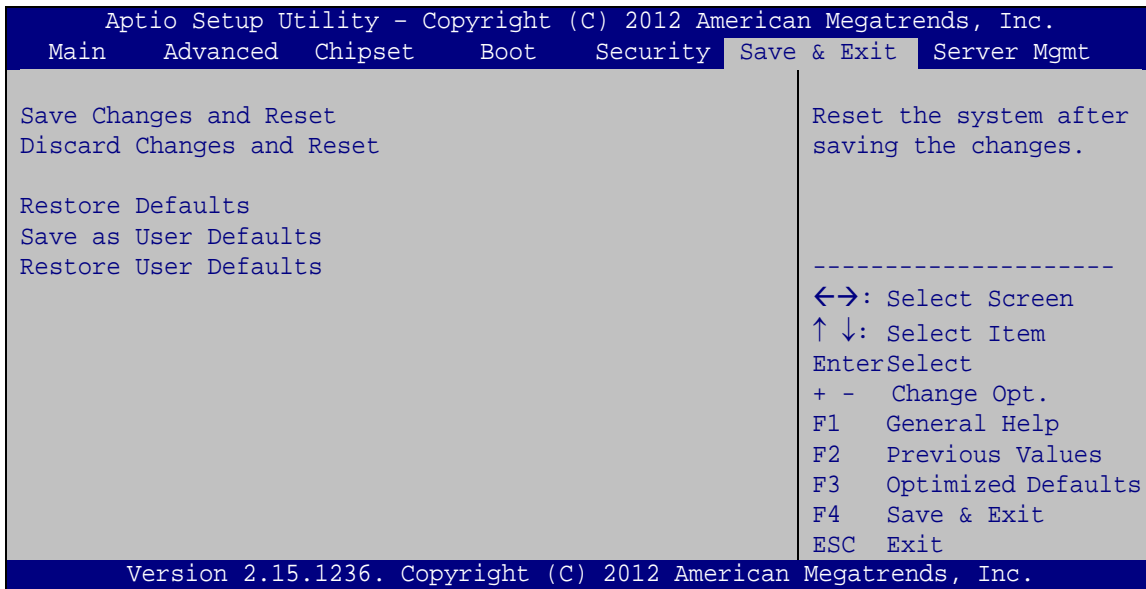 Aptio Setup Utility – Copyright (C) 2012 American Megatrends, Inc.
Main Advanced Chipset Boot Security Save & Exit Server Mgmt
Save Changes and Reset
Discard Changes and Reset
Restore Defaults
Save as User Defaults
Restore User Defaults
Reset the system after
saving the changes.
---------------------
←→: Select Screen
↑ ↓: Select Item
EnterSelect
+ - Change Opt.
F1 General Help
F2 Previous Values
F3 Optimized Defaults
F4 Save & Exit
ESC Exit
Version 2.15.1236. Copyright (C) 2012 American Megatrends, Inc.